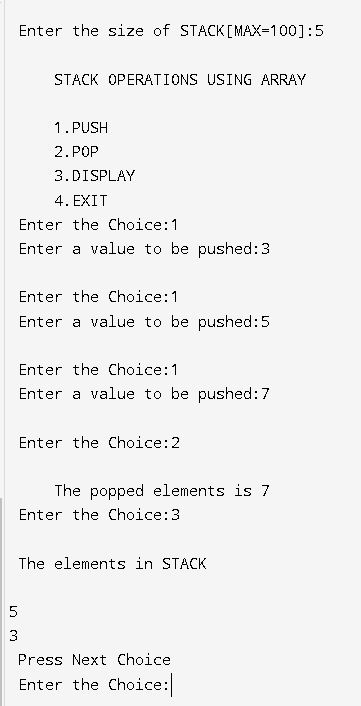 Enter the size of STACK[MAX=100]:5
STACK OPERATIONS USING ARRAY
1.PUSH
2.POP
3.DISPLAY
4.EXIT
Enter the Choice:1
Enter a value to be pushed:3
Enter the Choice:1
Enter a value to be pushed:5
Enter the Choice:1
Enter a value to be pushed:7
Enter the Choice:2
The popped elements is 7
Enter the Choice:3
The elements in STACK
5
3
Press Next Choice
Enter the Choice: